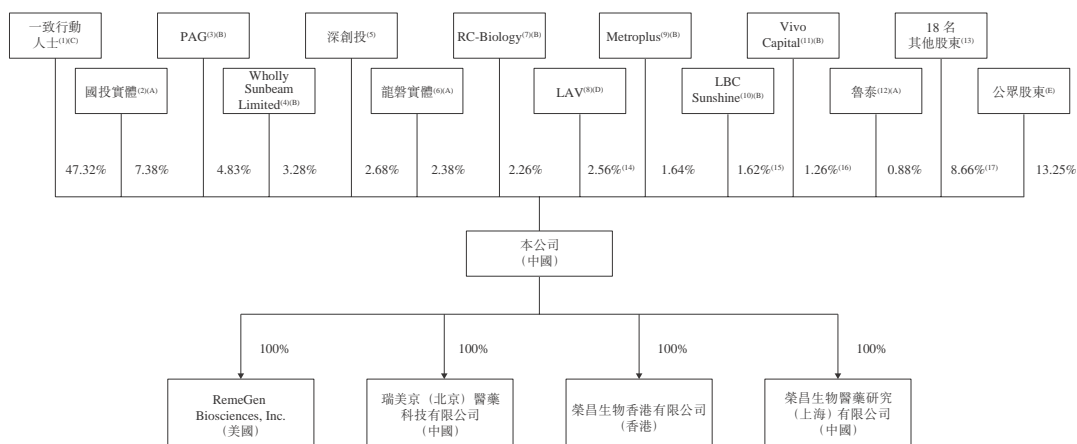 一致行動
人士(1)(C)
PAG(3)(B)
深創投(5)
RC-Biology(7)(B)
Metroplus(9)(B)
Vivo
Capital(11)(B)
18 名
其他股東(13)
國投實體(2)(A)
Wholly
Sunbeam
Limited(4)(B)
龍磐實體(6)(A)
LAV(8)(D)
LBC
Sunshine(10)(B)
魯泰(12)(A)
公眾股東(E)
47.32%
7.38%
4.83%
3.28%
2.68%
2.38%
2.26%
2.56%(14)
1.64%
1.62%(15)
1.26%(16)
0.88%
8.66%(17)
13.25%
本公司
（中國）
100%
100%
100%
100%
RemeGen
Biosciences, Inc.
（美國）
瑞美京（北京）醫藥
科技有限公司
（中國）
榮昌生物香港有限公司
（香港）
榮昌生物醫藥研究
（上海）有限公司
（中國）